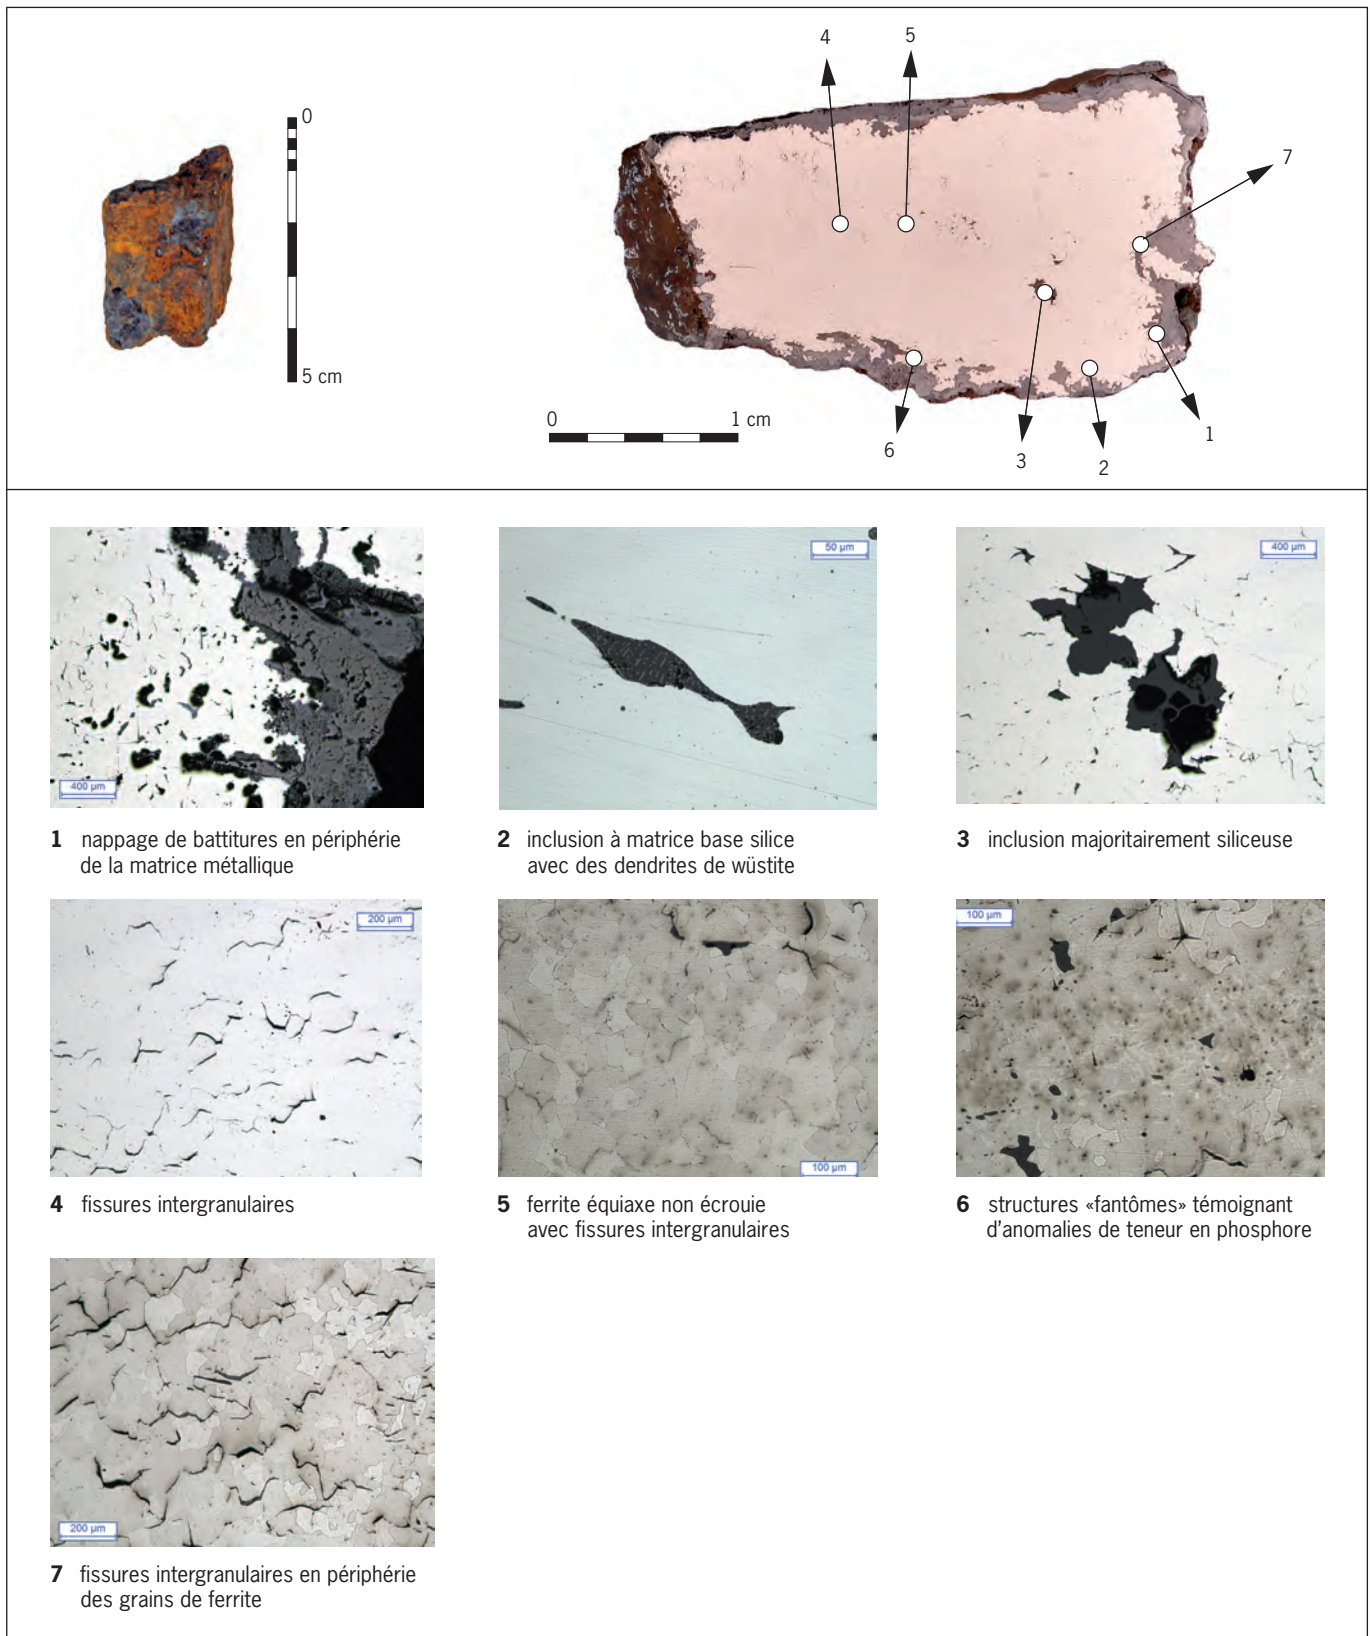 4
5
7
0
5 cm
0
1 cm
6
3
2
1
400 µm
50 µm
400 µm
1 nappage de battitures en périphérie
de la matrice métallique
2 inclusion à matrice base silice
avec des dendrites de wüstite
3 inclusion majoritairement siliceuse
200 µm
100 µm
100 µm
4 fissures intergranulaires
5 ferrite équiaxe non écrouie
avec fissures intergranulaires
6 structures «fantômes» témoignant
d'anomalies de teneur en phosphore
200 µm
7 fissures intergranulaires en périphérie
des grains de ferrite